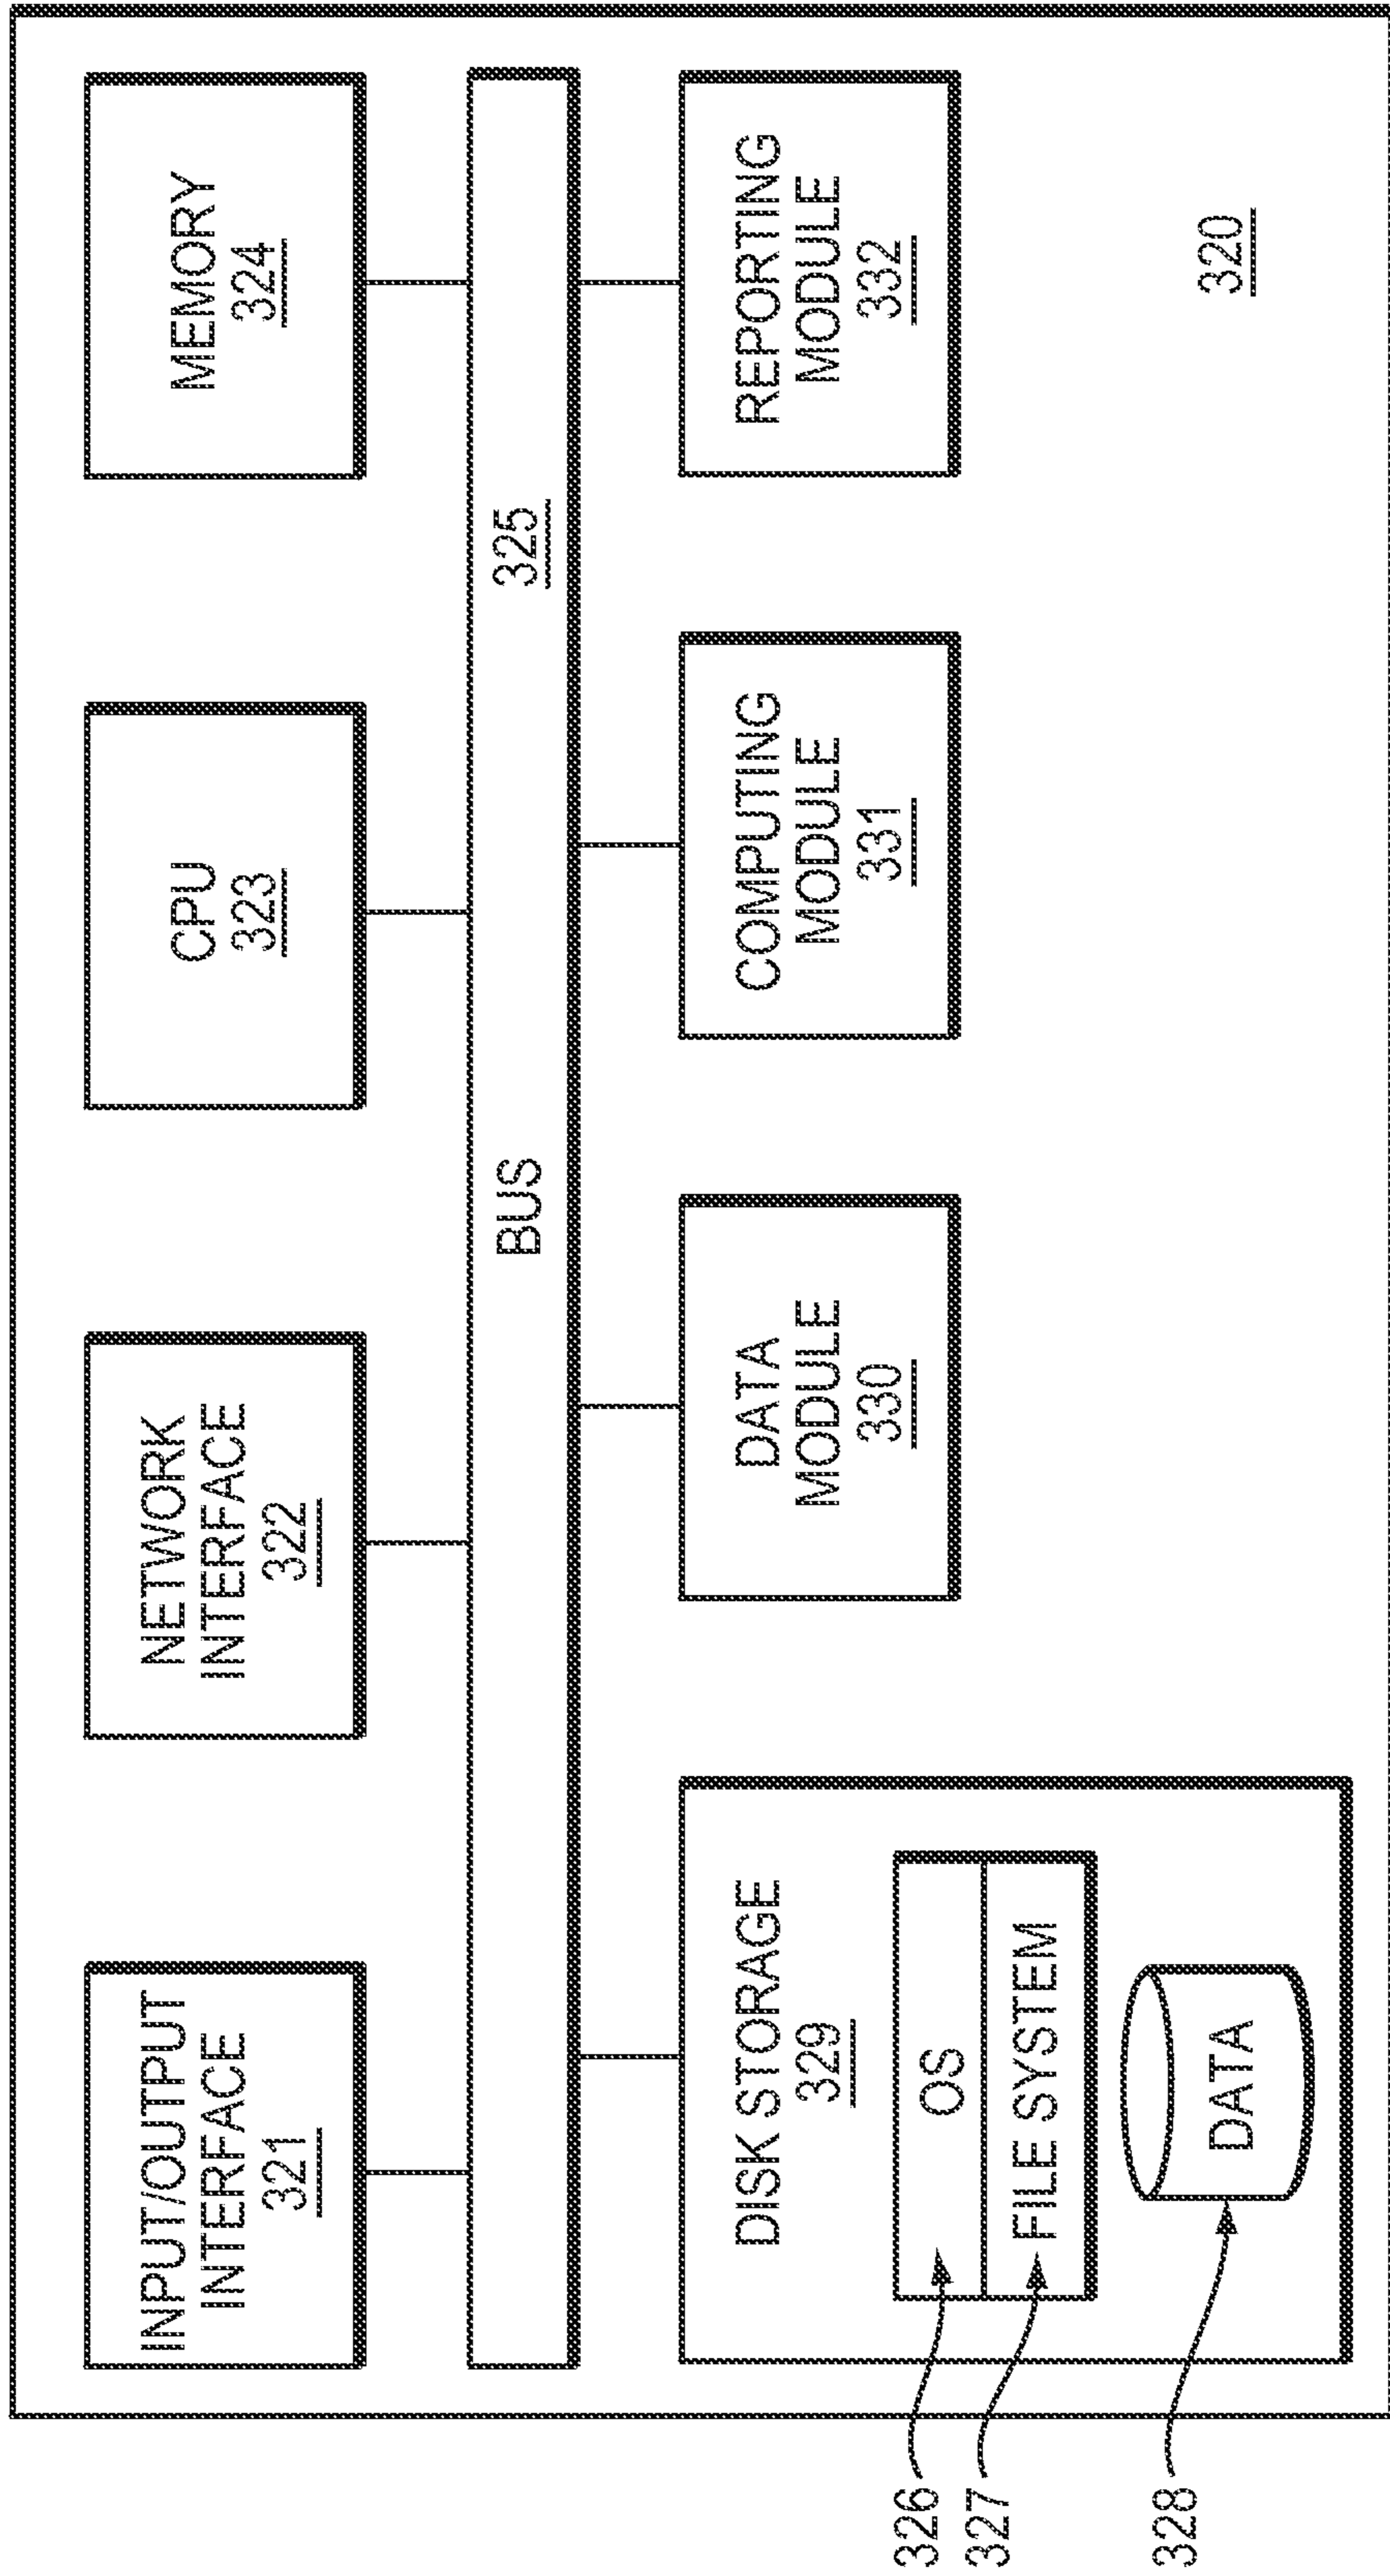 INPUT/OUTPUT
INTERFACE
321
NETWORK
INTERFACE
322
CPU
323
MEMORY
324
BUS
325
DISK STORAGE
329
OS
FILE SYSTEM
DATA
326
327
328
DATA
MODULE
330
COMPUTING
MODULE
331
REPORTING
MODULE
332
320